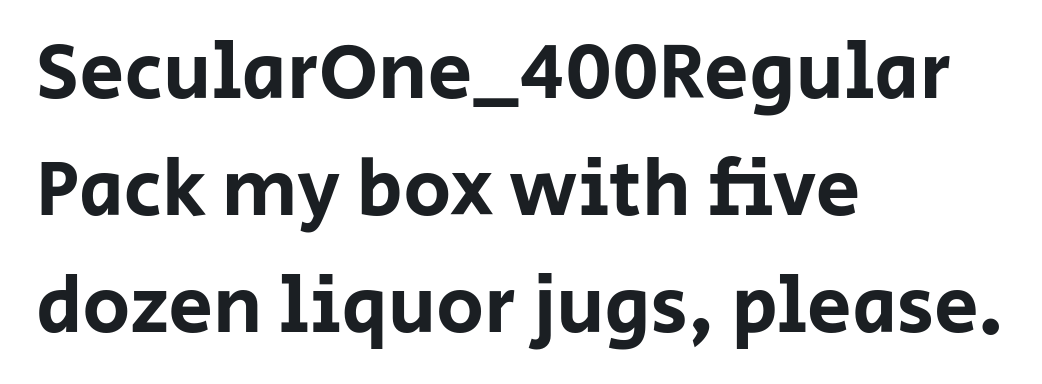 SecularOne_400Regular
Pack my box with five
dozen liquor jugs, please.